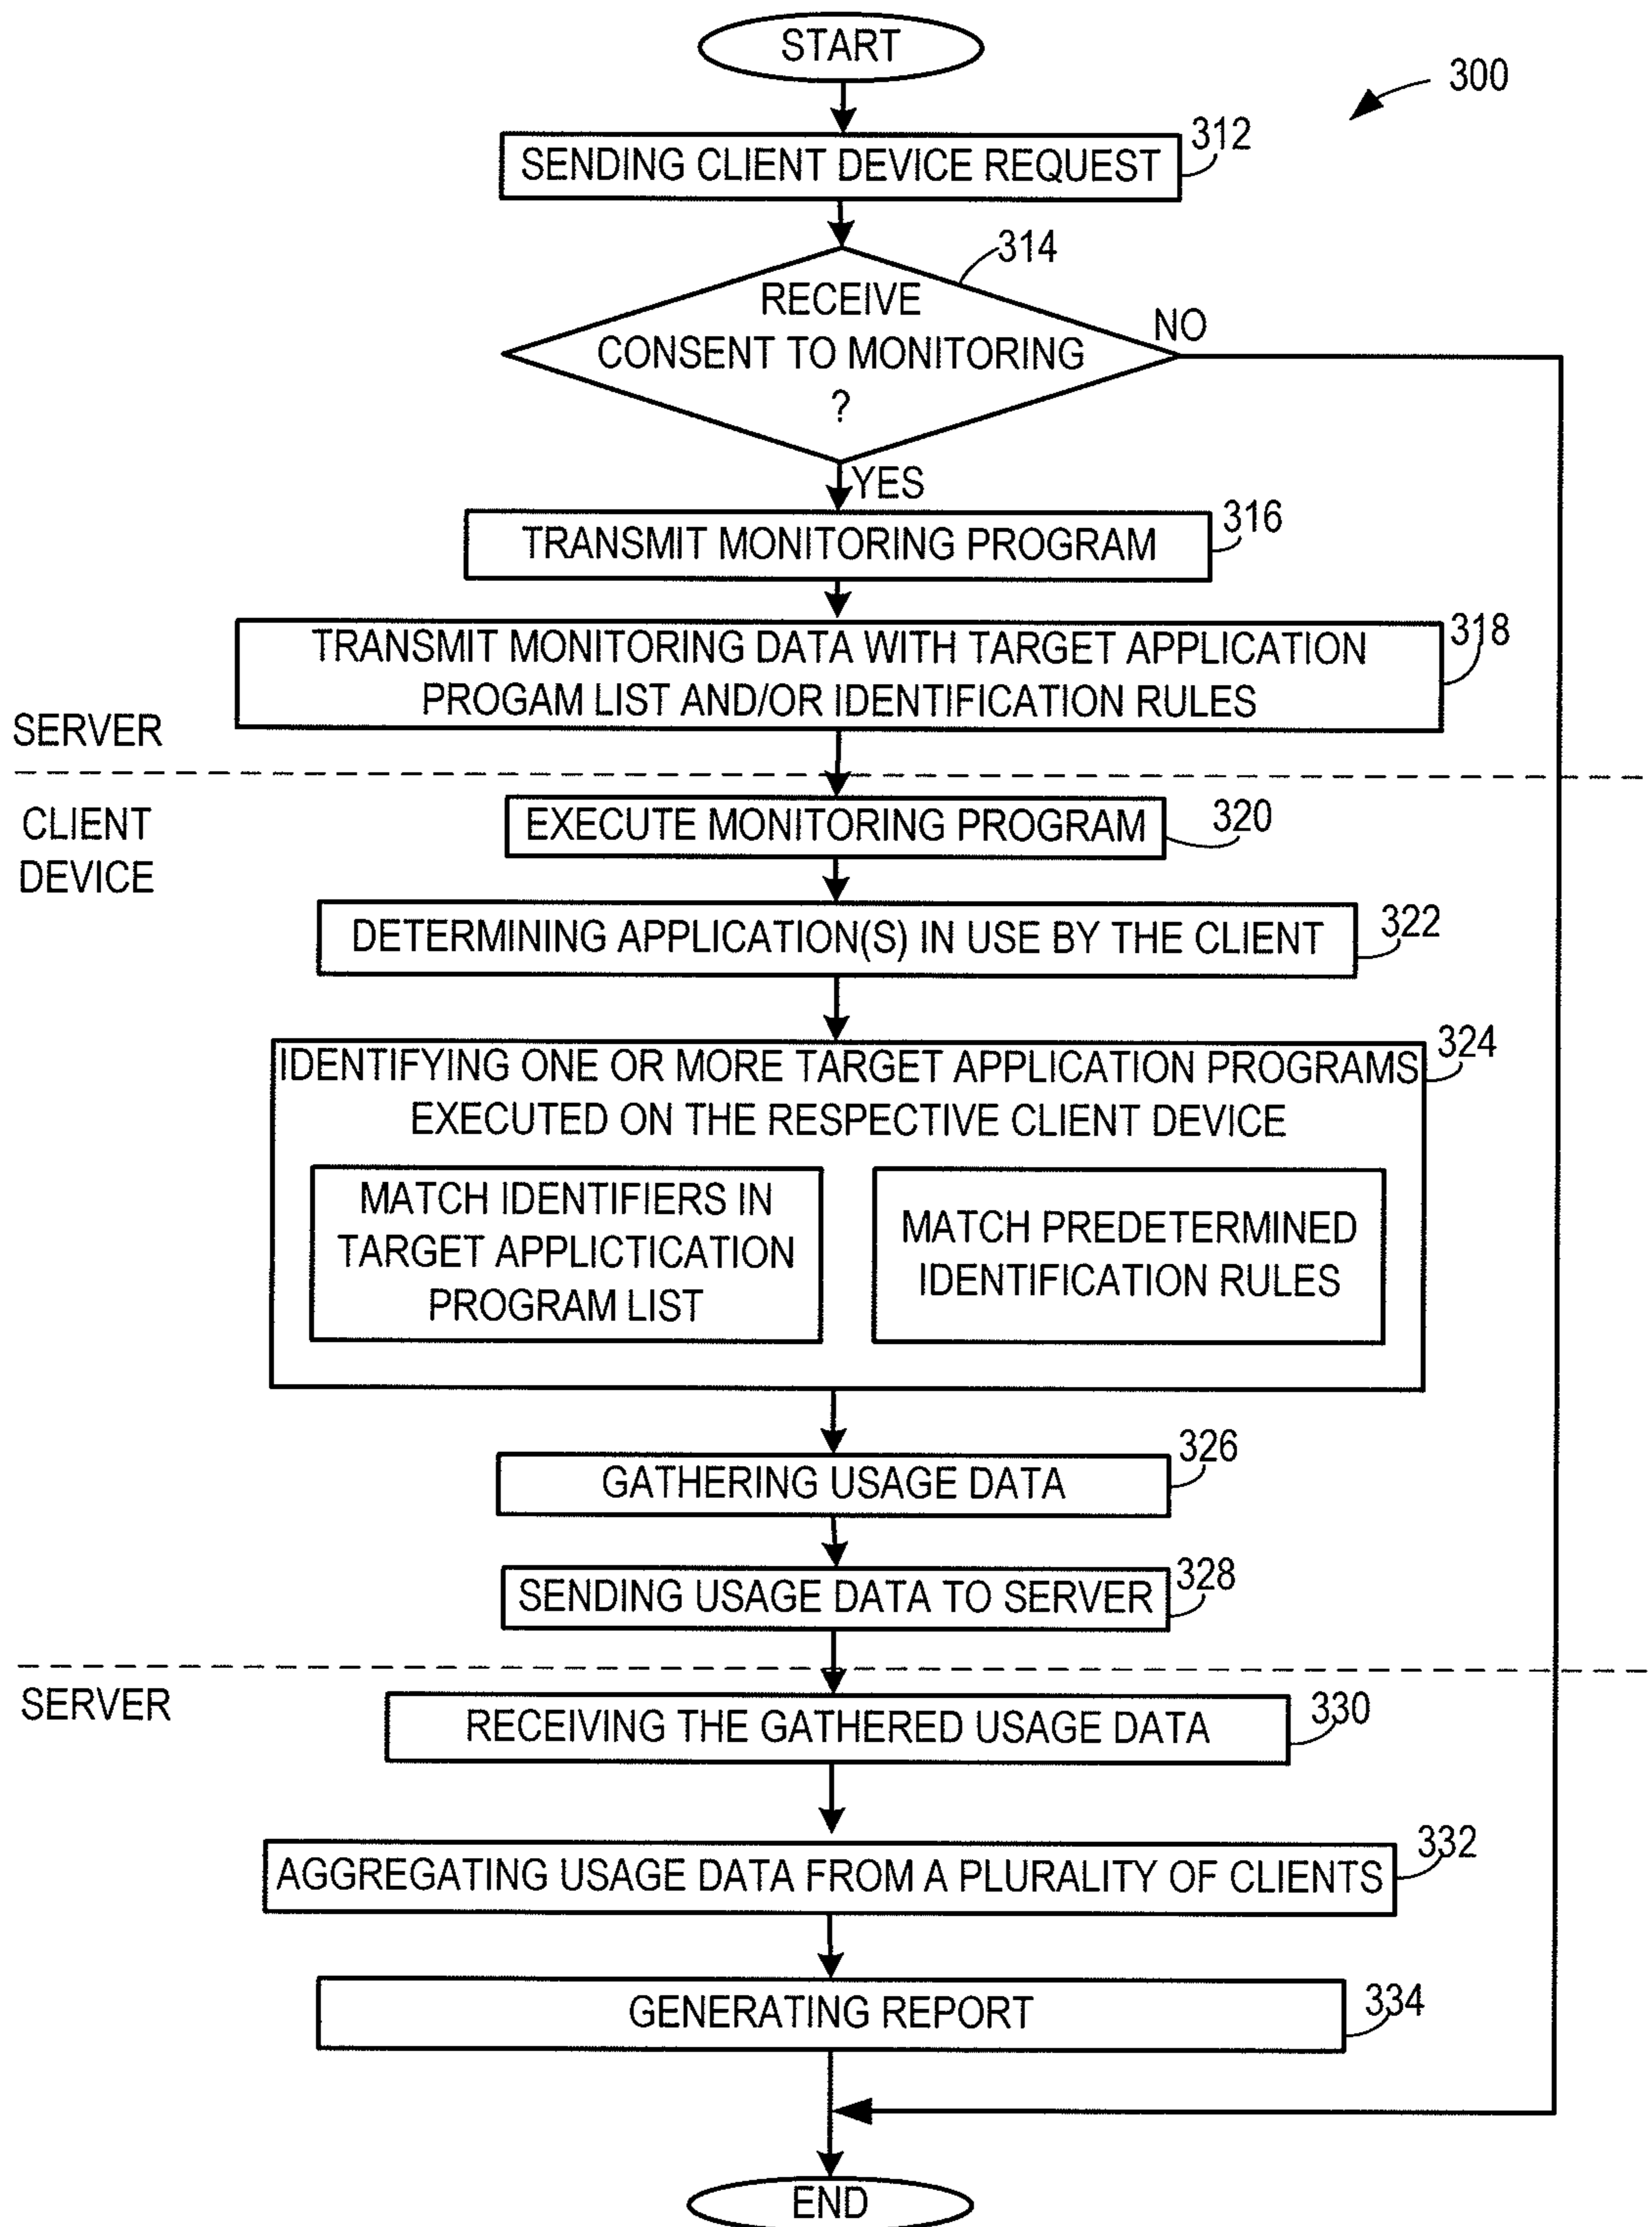 START
300
312
SENDING CLIENT DEVICE REQUEST
314
RECEIVE
CONSENT TO MONITORING
?
NO
YES
316
TRANSMIT MONITORING PROGRAM
318
TRANSMIT MONITORING DATA WITH TARGET APPLICATION
PROGAM LIST AND/OR IDENTIFICATION RULES
SERVER
CLIENT
DEVICE
EXECUTE MONITORING PROGRAM
320
DETERMINING APPLICATION(S) IN USE BY THE CLIENT
322
IDENTIFYING ONE OR MORE TARGET APPLICATION PROGRAMS
EXECUTED ON THE RESPECTIVE CLIENT DEVICE
324
MATCH IDENTIFIERS IN
TARGET APPLICTICATION
PROGRAM LIST
MATCH PREDETERMINED
IDENTIFICATION RULES
326
GATHERING USAGE DATA
328
SENDING USAGE DATA TO SERVER
SERVER
RECEIVING THE GATHERED USAGE DATA
330
AGGREGATING USAGE DATA FROM A PLURALITY OF CLIENTS
332
GENERATING REPORT
334
END